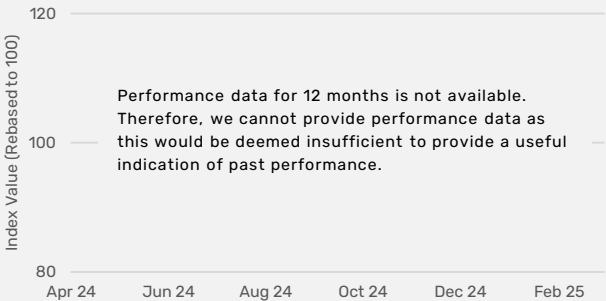 120
Index Value (Rebased to 100)
Performance data for 12 months is not available.
Therefore, we cannot provide performance data as
this would be deemed insufficient to provide a useful
indication of past performance.
100
80
Apr 24 Jun 24 Aug 24 Oct 24 Dec 24 Feb 25